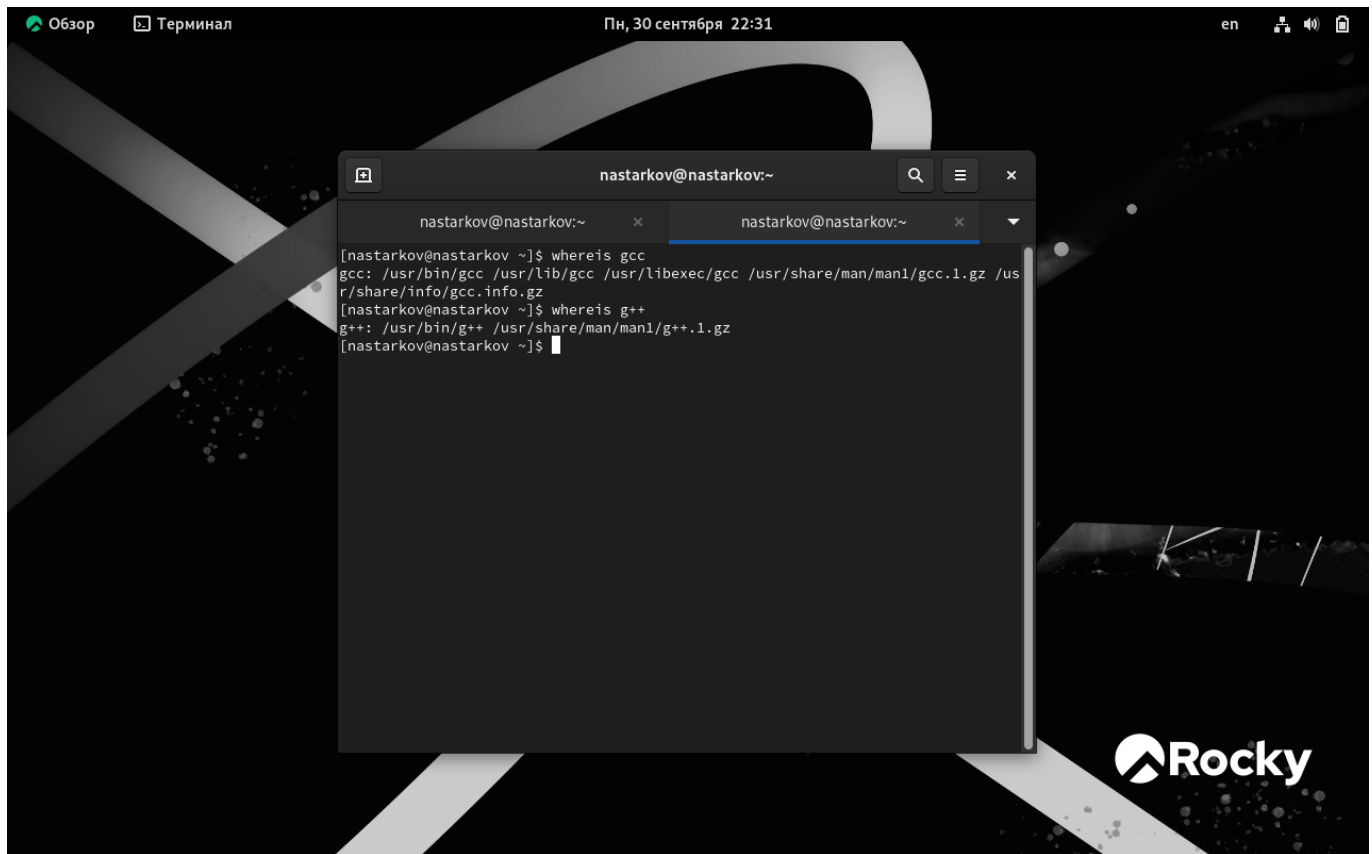 Обзор
Терминал
Пн, 30 сентября 22:31
en
nastarkov@nastarkov:~
nastarkov@nastarkov:~
nastarkov@nastarkov:~
[nastarkov@nastarkov ~]$ whereis gcc
gcc: /usr/bin/gcc /usr/lib/gcc /usr/libexec/gcc /usr/share/man/man1/gcc.1.gz /us
r/share/info/gcc.info.gz
[nastarkov@nastarkov ~]$ whereis g++
g++: /usr/bin/g++ /usr/share/man/man1/g++.1.gz
[nastarkov@nastarkov ~]$
Rocky